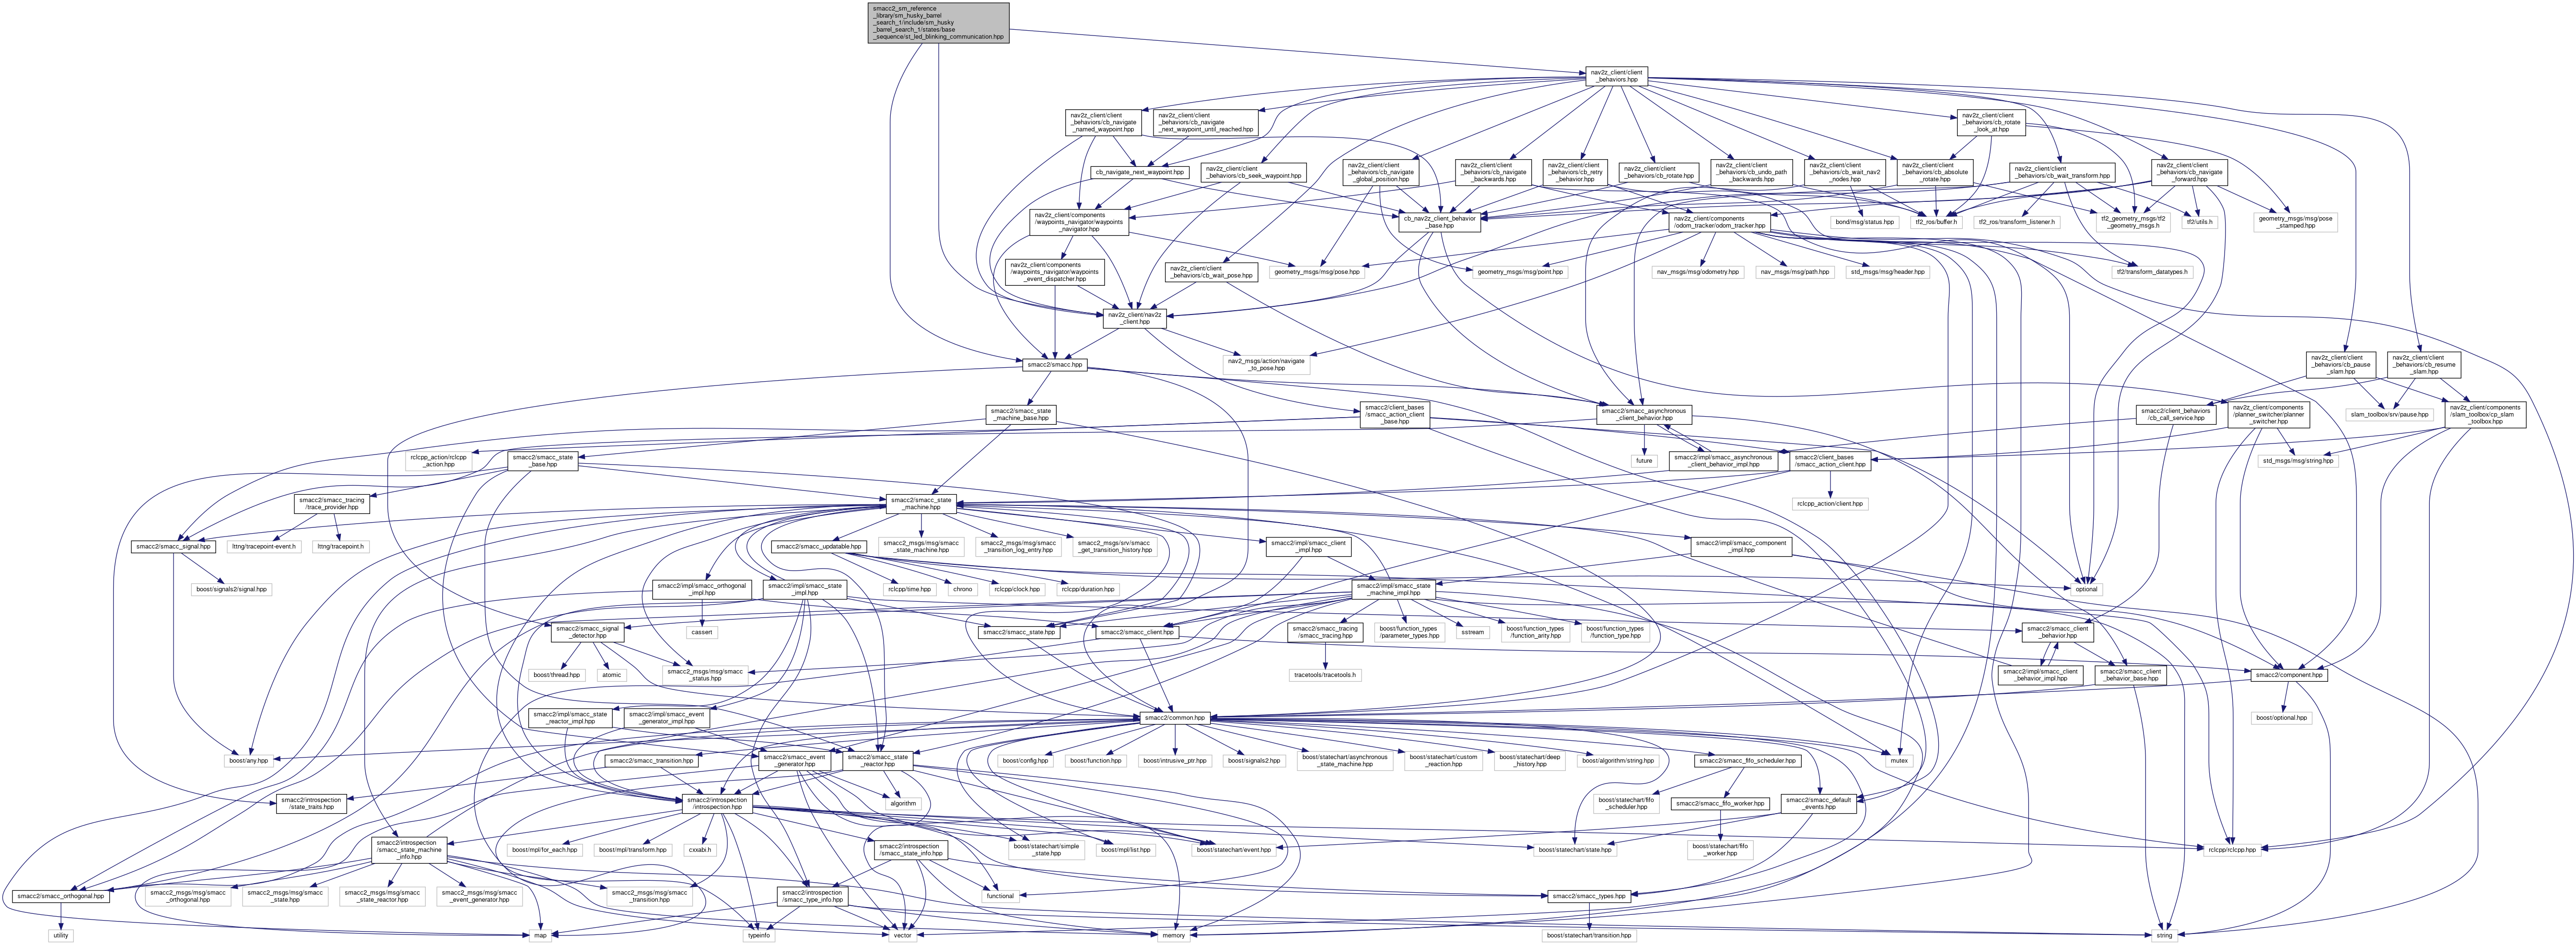 smacc2_sm_reference
_library/sm_husky_barrel
_search_1/include/sm_husky
_barrel_search_1/states/base
_sequence/st_led_blinking_communication.hpp
nav2z_client/client
_behaviors.hpp
nav2z_client/client
_behaviors/cb_navigate
_named_waypoint.hpp
nav2z_client/client
_behaviors/cb_navigate
_next_waypoint_until_reached.hpp
nav2z_client/client
_behaviors/cb_rotate
_look_at.hpp
cb_navigate_next_waypoint.hpp
nav2z_client/client
_behaviors/cb_seek_waypoint.hpp
nav2z_client/client
_behaviors/cb_navigate
_global_position.hpp
nav2z_client/client
_behaviors/cb_navigate
_backwards.hpp
nav2z_client/client
_behaviors/cb_retry
_behavior.hpp
nav2z_client/client
_behaviors/cb_rotate.hpp
nav2z_client/client
_behaviors/cb_undo_path
_backwards.hpp
nav2z_client/client
_behaviors/cb_wait_nav2
_nodes.hpp
nav2z_client/client
_behaviors/cb_absolute
_rotate.hpp
nav2z_client/client
_behaviors/cb_wait_transform.hpp
nav2z_client/client
_behaviors/cb_navigate
_forward.hpp
nav2z_client/components
/waypoints_navigator/waypoints
_navigator.hpp
cb_nav2z_client_behavior
_base.hpp
nav2z_client/components
/odom_tracker/odom_tracker.hpp
bond/msg/status.hpp
tf2_ros/buffer.h
tf2_ros/transform_listener.h
tf2_geometry_msgs/tf2
_geometry_msgs.h
tf2/utils.h
geometry_msgs/msg/pose
_stamped.hpp
nav2z_client/components
/waypoints_navigator/waypoints
_event_dispatcher.hpp
nav2z_client/client
_behaviors/cb_wait_pose.hpp
geometry_msgs/msg/pose.hpp
geometry_msgs/msg/point.hpp
nav_msgs/msg/odometry.hpp
nav_msgs/msg/path.hpp
std_msgs/msg/header.hpp
tf2/transform_datatypes.h
nav2z_client/nav2z
_client.hpp
smacc2/smacc.hpp
nav2_msgs/action/navigate
_to_pose.hpp
nav2z_client/client
_behaviors/cb_pause
_slam.hpp
nav2z_client/client
_behaviors/cb_resume
_slam.hpp
smacc2/smacc_state
_machine_base.hpp
smacc2/client_bases
/smacc_action_client
_base.hpp
smacc2/smacc_asynchronous
_client_behavior.hpp
smacc2/client_behaviors
/cb_call_service.hpp
nav2z_client/components
/planner_switcher/planner
_switcher.hpp
slam_toolbox/srv/pause.hpp
nav2z_client/components
/slam_toolbox/cp_slam
_toolbox.hpp
rclcpp_action/rclcpp
_action.hpp
smacc2/smacc_state
_base.hpp
future
smacc2/impl/smacc_asynchronous
_client_behavior_impl.hpp
smacc2/client_bases
/smacc_action_client.hpp
std_msgs/msg/string.hpp
smacc2/smacc_tracing
/trace_provider.hpp
smacc2/smacc_state
_machine.hpp
rclcpp_action/client.hpp
smacc2/smacc_signal.hpp
lttng/tracepoint-event.h
lttng/tracepoint.h
smacc2/smacc_updatable.hpp
smacc2_msgs/msg/smacc
_state_machine.hpp
smacc2_msgs/msg/smacc
_transition_log_entry.hpp
smacc2_msgs/srv/smacc
_get_transition_history.hpp
smacc2/impl/smacc_client
_impl.hpp
smacc2/impl/smacc_component
_impl.hpp
boost/signals2/signal.hpp
smacc2/impl/smacc_orthogonal
_impl.hpp
smacc2/impl/smacc_state
_impl.hpp
rclcpp/time.hpp
chrono
rclcpp/clock.hpp
rclcpp/duration.hpp
smacc2/impl/smacc_state
_machine_impl.hpp
optional
smacc2/smacc_signal
_detector.hpp
cassert
smacc2/smacc_state.hpp
smacc2/smacc_client.hpp
smacc2/smacc_tracing
/smacc_tracing.hpp
boost/function_types
/parameter_types.hpp
sstream
boost/function_types
/function_arity.hpp
boost/function_types
/function_type.hpp
smacc2/smacc_client
_behavior.hpp
boost/thread.hpp
atomic
smacc2_msgs/msg/smacc
_status.hpp
tracetools/tracetools.h
smacc2/impl/smacc_client
_behavior_impl.hpp
smacc2/smacc_client
_behavior_base.hpp
smacc2/component.hpp
smacc2/impl/smacc_state
_reactor_impl.hpp
smacc2/impl/smacc_event
_generator_impl.hpp
smacc2/common.hpp
boost/optional.hpp
boost/any.hpp
smacc2/smacc_transition.hpp
smacc2/smacc_event
_generator.hpp
smacc2/smacc_state
_reactor.hpp
boost/config.hpp
boost/function.hpp
boost/intrusive_ptr.hpp
boost/signals2.hpp
boost/statechart/asynchronous
_state_machine.hpp
boost/statechart/custom
_reaction.hpp
boost/statechart/deep
_history.hpp
boost/algorithm/string.hpp
smacc2/smacc_fifo_scheduler.hpp
mutex
smacc2/introspection
/state_traits.hpp
smacc2/introspection
/introspection.hpp
algorithm
boost/statechart/fifo
_scheduler.hpp
smacc2/smacc_fifo_worker.hpp
smacc2/smacc_default
_events.hpp
smacc2/introspection
/smacc_state_machine
_info.hpp
boost/mpl/for_each.hpp
boost/mpl/transform.hpp
cxxabi.h
smacc2/introspection
/smacc_state_info.hpp
boost/statechart/simple
_state.hpp
boost/mpl/list.hpp
boost/statechart/event.hpp
boost/statechart/state.hpp
boost/statechart/fifo
_worker.hpp
rclcpp/rclcpp.hpp
smacc2/smacc_orthogonal.hpp
smacc2_msgs/msg/smacc
_orthogonal.hpp
smacc2_msgs/msg/smacc
_state.hpp
smacc2_msgs/msg/smacc
_state_reactor.hpp
smacc2_msgs/msg/smacc
_event_generator.hpp
smacc2_msgs/msg/smacc
_transition.hpp
smacc2/introspection
/smacc_type_info.hpp
functional
smacc2/smacc_types.hpp
utility
map
typeinfo
vector
memory
boost/statechart/transition.hpp
string